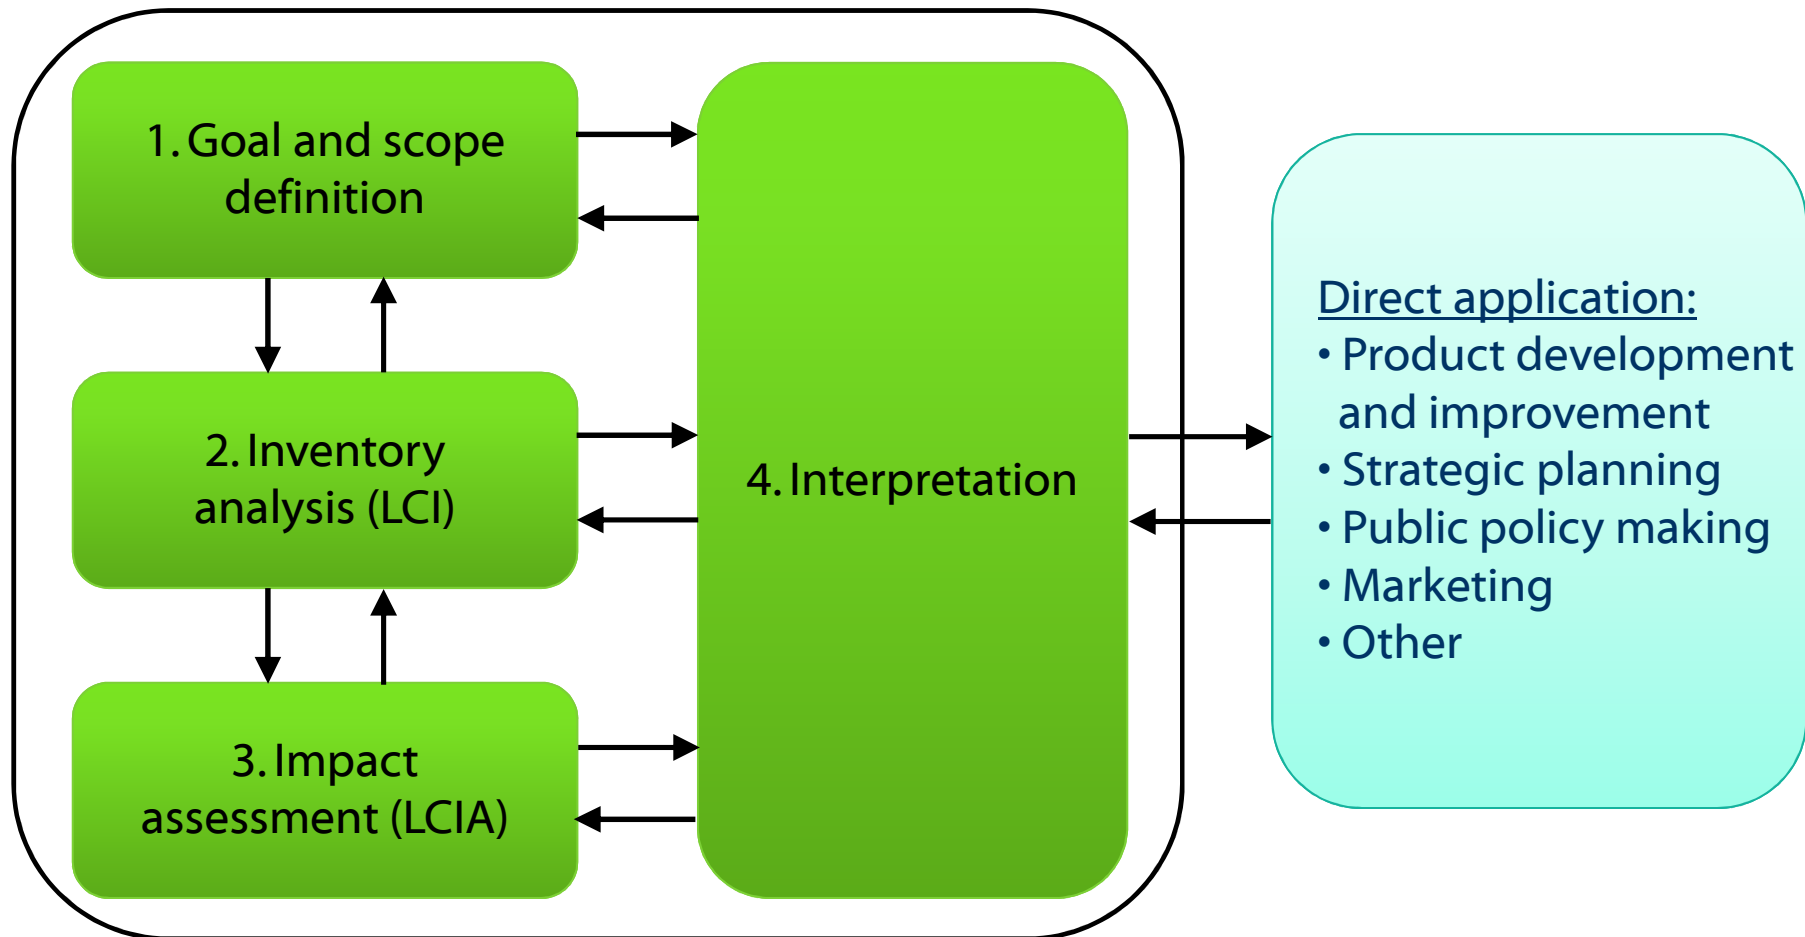 1. Goal and scope
definition
2. Inventory
analysis (LCI)
3. Impact
assessment (LCIA)
4. Interpretation
Direct application:
• Product development
and improvement
• Strategic planning
• Public policy making
• Marketing
• Other